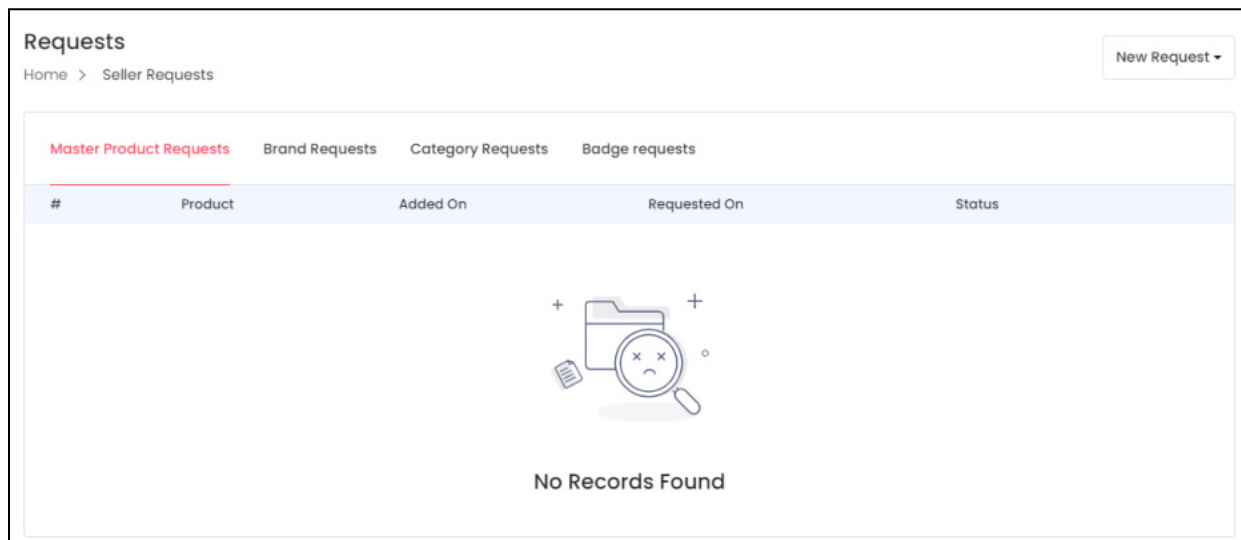 Requests
New Request
Home > Seller Requests
Master Product Requests Brand Requests Category Requests Badge requests
# Product Added On Requested On Status
No Records Found